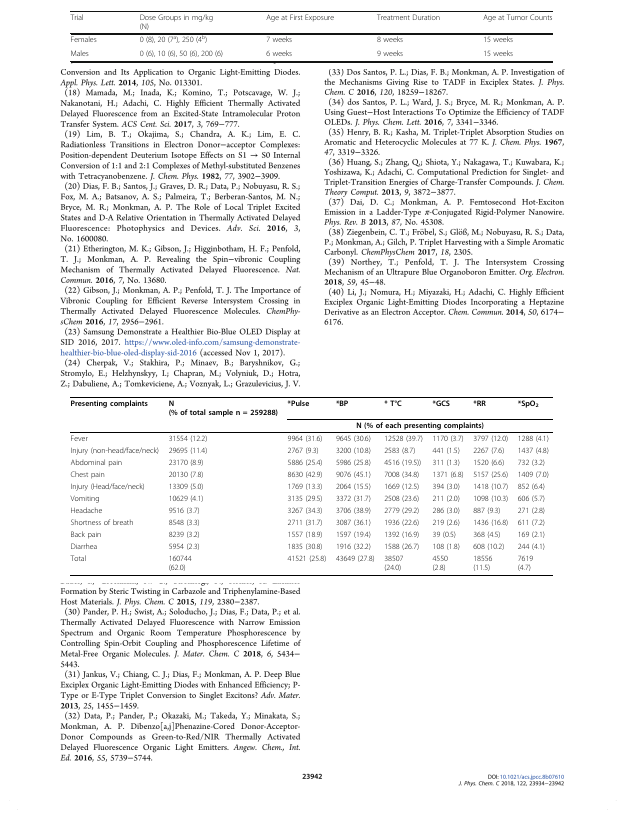 Trial Dose Groups in mg/kg (N) Age at First Exposure Treatment Duration Age at Tumor Counts
Females 0 (8), 20 (7ᵃ), 250 (4ᵇ) 7 weeks 8 weeks 15 weeks
Males 0 (6), 10 (6), 50 (6), 200 (6) 6 weeks 9 weeks 15 weeks
Conversion and Its Application to Organic Light-Emitting Diodes.
Appl. Phys. Lett. 2014, 105, No. 013301.
(18) Mamada, M.; Inada, K.; Komino, T.; Potscavage, W. J.;
Nakanotani, H.; Adachi, C. Highly Efficient Thermally Activated
Delayed Fluorescence from an Excited-State Intramolecular Proton
Transfer System. ACS Cent. Sci. 2017, 3, 769−777.
(19) Lim, B. T.; Okajima, S.; Chandra, A. K.; Lim, E. C.
Radiationless Transitions in Electron Donor−acceptor Complexes:
Position-dependent Deuterium Isotope Effects on S1 → S0 Internal
Conversion of 1:1 and 2:1 Complexes of Methyl-substituted Benzenes
with Tetracyanobenzene. J. Chem. Phys. 1982, 77, 3902−3909.
(20) Dias, F. B.; Santos, J.; Graves, D. R.; Data, P.; Nobuyasu, R. S.;
Fox, M. A.; Batsanov, A. S.; Palmeira, T.; Berberan-Santos, M. N.;
Bryce, M. R.; Monkman, A. P. The Role of Local Triplet Excited
States and D-A Relative Orientation in Thermally Activated Delayed
Fluorescence: Photophysics and Devices. Adv. Sci. 2016, 3,
No. 1600080.
(21) Etherington, M. K.; Gibson, J.; Higginbotham, H. F.; Penfold,
T. J.; Monkman, A. P. Revealing the Spin−vibronic Coupling
Mechanism of Thermally Activated Delayed Fluorescence. Nat.
Commun. 2016, 7, No. 13680.
(22) Gibson, J.; Monkman, A. P.; Penfold, T. J. The Importance of
Vibronic Coupling for Efficient Reverse Intersystem Crossing in
Thermally Activated Delayed Fluorescence Molecules. ChemPhy-
sChem 2016, 17, 2956−2961.
(23) Samsung Demonstrate a Healthier Bio-Blue OLED Display at
SID 2016, 2017. https://www.oled-info.com/samsung-demonstrate-
healthier-bio-blue-oled-display-sid-2016 (accessed Nov 1, 2017).
(24) Cherpak, V.; Stakhira, P.; Minaev, B.; Baryshnikov, G.;
Stromylo, E.; Helzhynskyy, I.; Chapran, M.; Volyniuk, D.; Hotra,
Z.; Dabuliene, A.; Tomkeviciene, A.; Voznyak, L.; Grazulevicius, J. V.
(33) Dos Santos, P. L.; Dias, F. B.; Monkman, A. P. Investigation of
the Mechanisms Giving Rise to TADF in Exciplex States. J. Phys.
Chem. C 2016, 120, 18259−18267.
(34) dos Santos, P. L.; Ward, J. S.; Bryce, M. R.; Monkman, A. P.
Using Guest−Host Interactions To Optimize the Efficiency of TADF
OLEDs. J. Phys. Chem. Lett. 2016, 7, 3341−3346.
(35) Henry, B. R.; Kasha, M. Triplet-Triplet Absorption Studies on
Aromatic and Heterocyclic Molecules at 77 K. J. Chem. Phys. 1967,
47, 3319−3326.
(36) Huang, S.; Zhang, Q.; Shiota, Y.; Nakagawa, T.; Kuwabara, K.;
Yoshizawa, K.; Adachi, C. Computational Prediction for Singlet- and
Triplet-Transition Energies of Charge-Transfer Compounds. J. Chem.
Theory Comput. 2013, 9, 3872−3877.
(37) Dai, D. C.; Monkman, A. P. Femtosecond Hot-Exciton
Emission in a Ladder-Type π-Conjugated Rigid-Polymer Nanowire.
Phys. Rev. B 2013, 87, No. 45308.
(38) Ziegenbein, C. T.; Fröbel, S.; Glöß, M.; Nobuyasu, R. S.; Data,
P.; Monkman, A.; Gilch, P. Triplet Harvesting with a Simple Aromatic
Carbonyl. ChemPhysChem 2017, 18, 2305.
(39) Northey, T.; Penfold, T. J. The Intersystem Crossing
Mechanism of an Ultrapure Blue Organoboron Emitter. Org. Electron.
2018, 59, 45−48.
(40) Li, J.; Nomura, H.; Miyazaki, H.; Adachi, C. Highly Efficient
Exciplex Organic Light-Emitting Diodes Incorporating a Heptazine
Derivative as an Electron Acceptor. Chem. Commun. 2014, 50, 6174−
6176.
Presenting complaints N (% of total sample n = 259288) *Pulse *BP * T°C *GCS *RR *SpO₂
N (% of each presenting complaints)
Fever 31554 (12.2) 9964 (31.6) 9645 (30.6) 12528 (39.7) 1170 (3.7) 3797 (12.0) 1288 (4.1)
Injury (non-head/face/neck) 29695 (11.4) 2767 (9.3) 3200 (10.8) 2583 (8.7) 441 (1.5) 2267 (7.6) 1437 (4.8)
Abdominal pain 23170 (8.9) 5886 (25.4) 5986 (25.8) 4516 (19.5)) 311 (1.3) 1520 (6.6) 732 (3.2)
Chest pain 20130 (7.8) 8630 (42.9) 9076 (45.1) 7008 (34.8) 1371 (6.8) 5157 (25.6) 1409 (7.0)
Injury (Head/face/neck) 13309 (5.0) 1769 (13.3) 2064 (15.5) 1669 (12.5) 394 (3.0) 1418 (10.7) 852 (6.4)
Vomiting 10629 (4.1) 3135 (29.5) 3372 (31.7) 2508 (23.6) 211 (2.0) 1098 (10.3) 606 (5.7)
Headache 9516 (3.7) 3267 (34.3) 3706 (38.9) 2779 (29.2) 286 (3.0) 887 (9.3) 271 (2.8)
Shortness of breath 8548 (3.3) 2711 (31.7) 3087 (36.1) 1936 (22.6) 219 (2.6) 1436 (16.8) 611 (7.2)
Back pain 8239 (3.2) 1557 (18.9) 1597 (19.4) 1392 (16.9) 39 (0.5) 368 (4.5) 169 (2.1)
Diarrhea 5954 (2.3) 1835 (30.8) 1916 (32.2) 1588 (26.7) 108 (1.8) 608 (10.2) 244 (4.1)
Total 160744 (62.0) 41521 (25.8) 43649 (27.8) 38507 (24.0) 4550 (2.8) 18556 (11.5) 7619 (4.7)
Formation by Steric Twisting in Carbazole and Triphenylamine-Based
Host Materials. J. Phys. Chem. C 2015, 119, 2380−2387.
(30) Pander, P. H.; Swist, A.; Soloducho, J.; Dias, F.; Data, P.; et al.
Thermally Activated Delayed Fluorescence with Narrow Emission
Spectrum and Organic Room Temperature Phosphorescence by
Controlling Spin-Orbit Coupling and Phosphorescence Lifetime of
Metal-Free Organic Molecules. J. Mater. Chem. C 2018, 6, 5434−
5443.
(31) Jankus, V.; Chiang, C. J.; Dias, F.; Monkman, A. P. Deep Blue
Exciplex Organic Light-Emitting Diodes with Enhanced Efficiency; P-
Type or E-Type Triplet Conversion to Singlet Excitons? Adv. Mater.
2013, 25, 1455−1459.
(32) Data, P.; Pander, P.; Okazaki, M.; Takeda, Y.; Minakata, S.;
Monkman, A. P. Dibenzo[a,j]Phenazine-Cored Donor-Acceptor-
Donor Compounds as Green-to-Red/NIR Thermally Activated
Delayed Fluorescence Organic Light Emitters. Angew. Chem., Int.
Ed. 2016, 55, 5739−5744.
23942
DOI: 10.1021/acs.jpcc.8b07610
J. Phys. Chem. C 2018, 122, 23934−23942